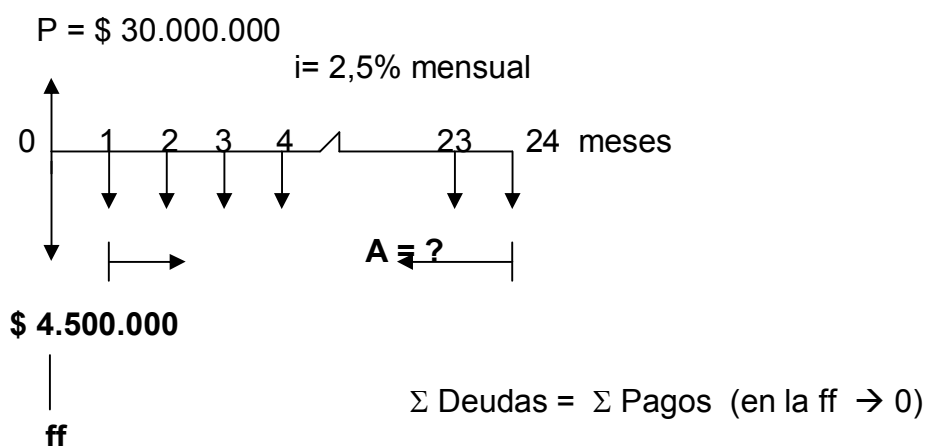 P = $ 30.000.000
i= 2,5% mensual
0 1 2 3 4 23 24 meses
A = ?
$ 4.500.000
Σ Deudas = Σ Pagos (en la ff → 0)
ff